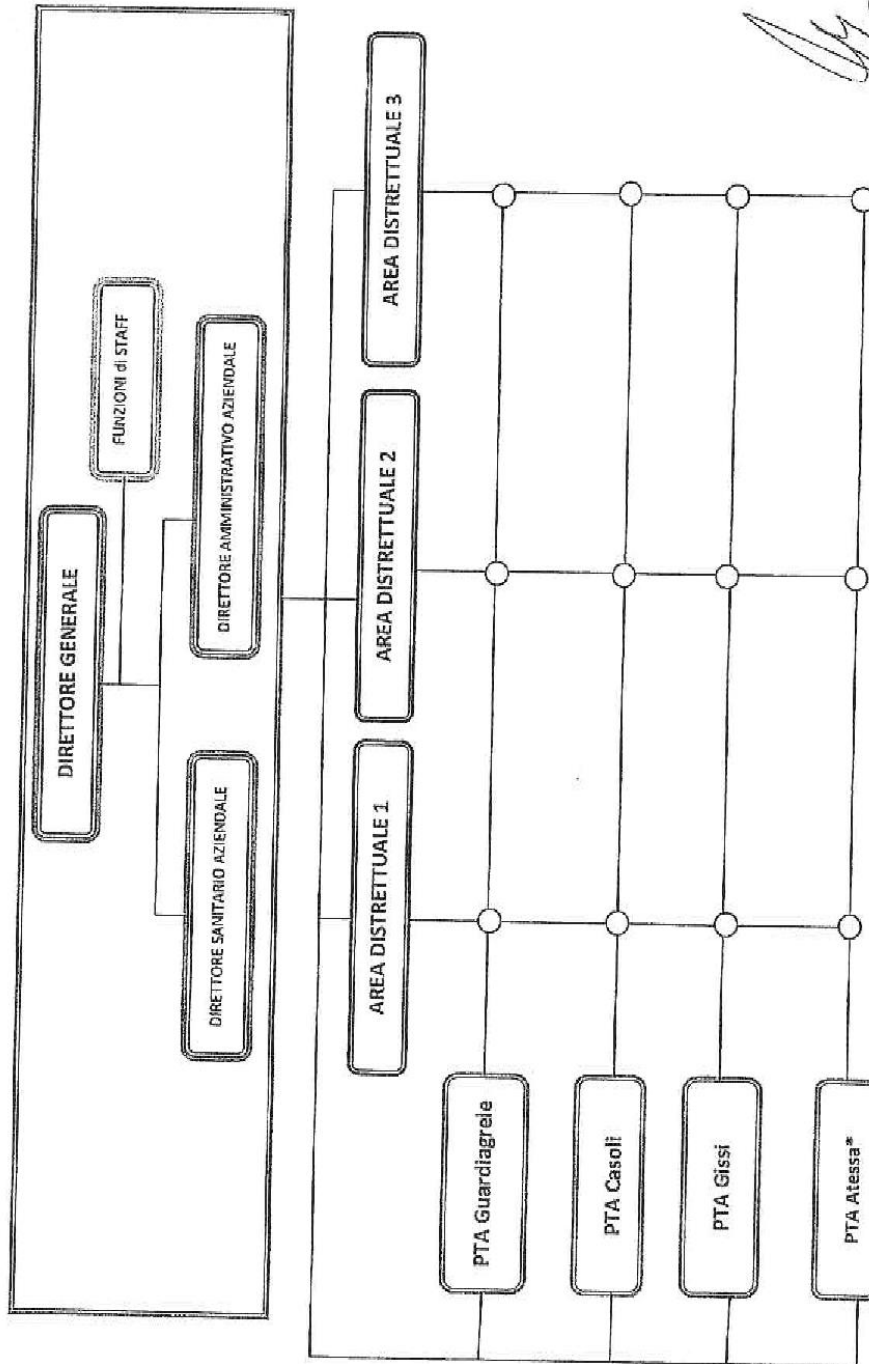 DIRETTORE GENERALE
FUNZIONI di STAFF
DIRETTORE SANITARIO AZIENDALE
DIRETTORE AMMINISTRATIVO AZIENDALE
AREA DISTRETTUALE 1
AREA DISTRETTUALE 2
AREA DISTRETTUALE 3
PTA Guardiagrele
PTA Casoli
PTA Gissi
PTA Atessa*